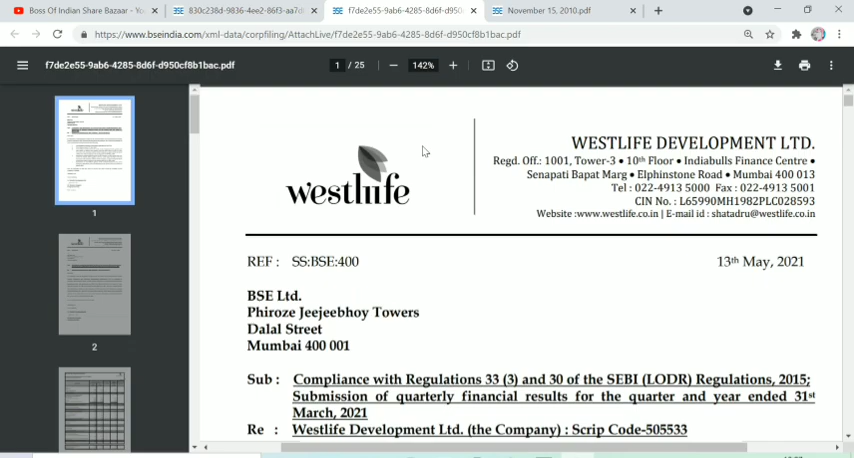 Boss Of Indian Share Bazaar - Yo
830c238d-9836-4ee2-86f3-aa7d
f7de2e55-9ab6-4285-8d6f-d950
November 15, 2010.pdf
https://www.bseindia.com/xml-data/corpfiling/AttachLive/f7de2e55-9ab6-4285-8d6f-d950cf8b1bac.pdf
f7de2e55-9ab6-4285-8d6f-d950cf8b1bac.pdf
1 / 25
142%
westlife
WESTLIFE DEVELOPMENT LTD.
Regd. Off.: 1001, Tower-3 • 10th Floor • Indiabulls Finance Centre •
Senapati Bapat Marg • Elphinstone Road • Mumbai 400 013
Tel : 022-4913 5000 Fax : 022-4913 5001
CIN No. : L65990MH1982PLC028593
Website :www.westlife.co.in | E-mail id : shatadru@westlife.co.in
REF : SS:BSE:400
13th May, 2021
BSE Ltd.
Phiroze Jeejeebhoy Towers
Dalal Street
Mumbai 400 001
Sub : Compliance with Regulations 33 (3) and 30 of the SEBI (LODR) Regulations, 2015;
Submission of quarterly financial results for the quarter and year ended 31st
March, 2021
Re : Westlife Development Ltd. (the Company) : Scrip Code-505533
1
2